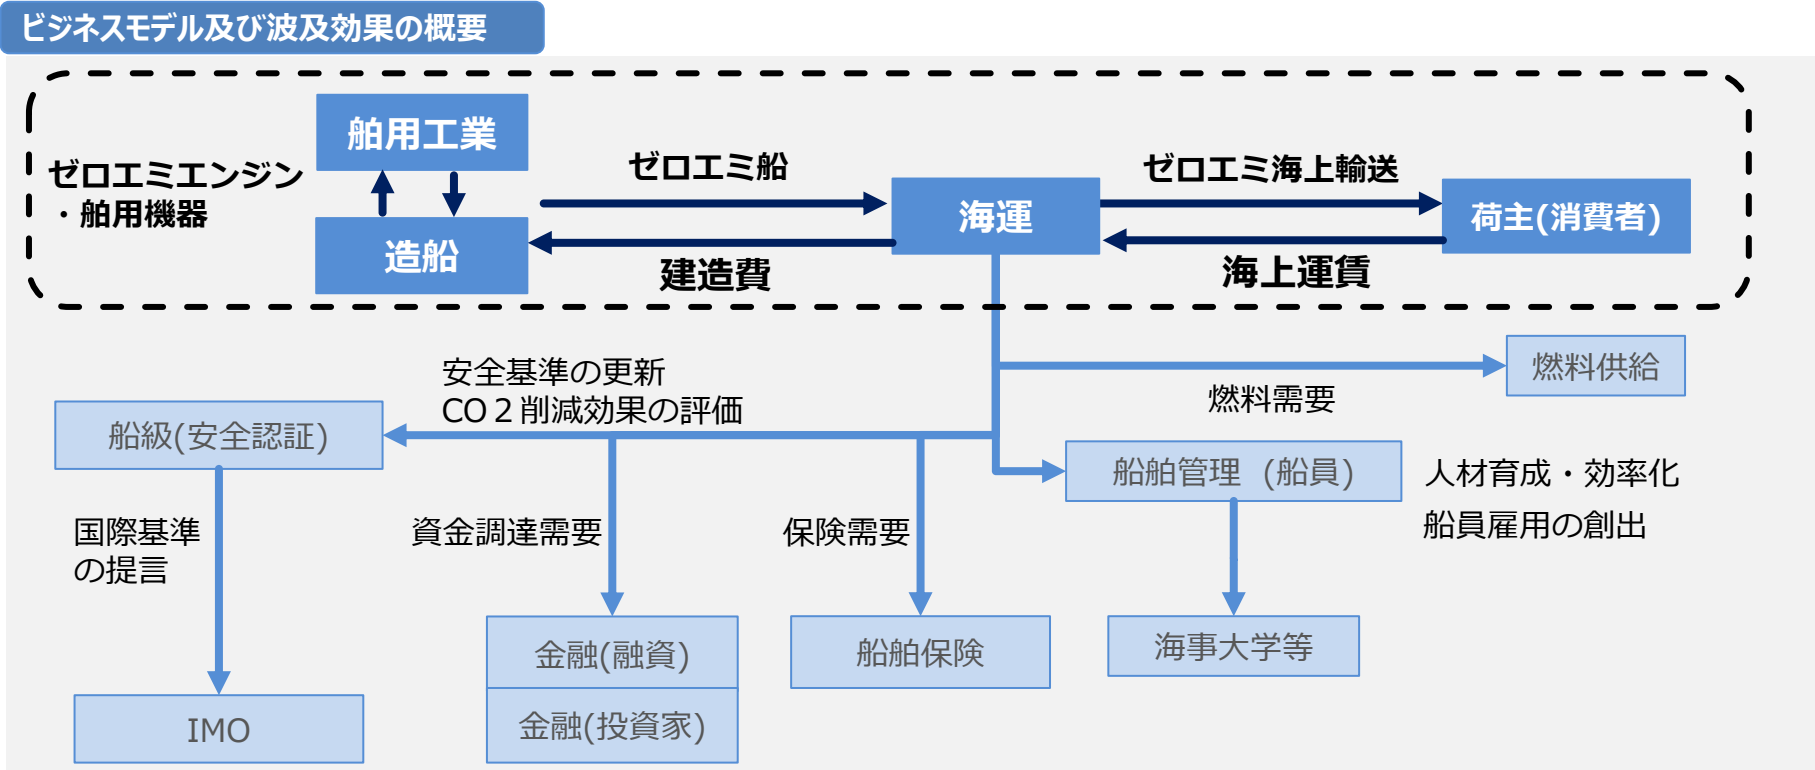 ビジネスモデル及び波及効果の概要
舶用工業
ゼロエミエンジン
・舶用機器
造船
ゼロエミ船
建造費
海運
ゼロエミ海上輸送
海上運賃
荷主(消費者)
燃料供給
燃料需要
安全基準の更新
CO２削減効果の評価
船級(安全認証)
船舶管理 (船員)
人材育成・効率化
船員雇用の創出
国際基準
の提言
資金調達需要
保険需要
金融(融資)
金融(投資家)
船舶保険
海事大学等
IMO